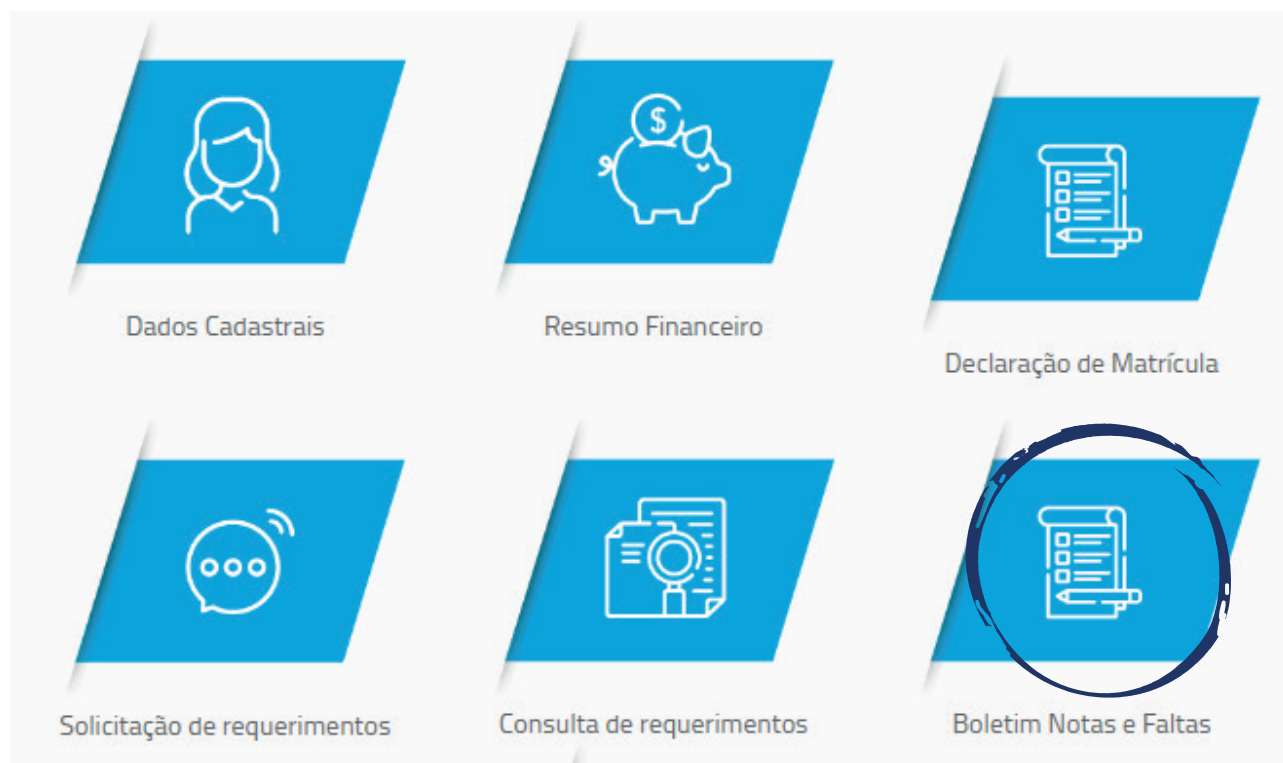 $
Dados Cadastrais
Resumo Financeiro
Declaração de Matrícula
Solicitação de requerimentos
Consulta de requerimentos
Boletim Notas e Faltas